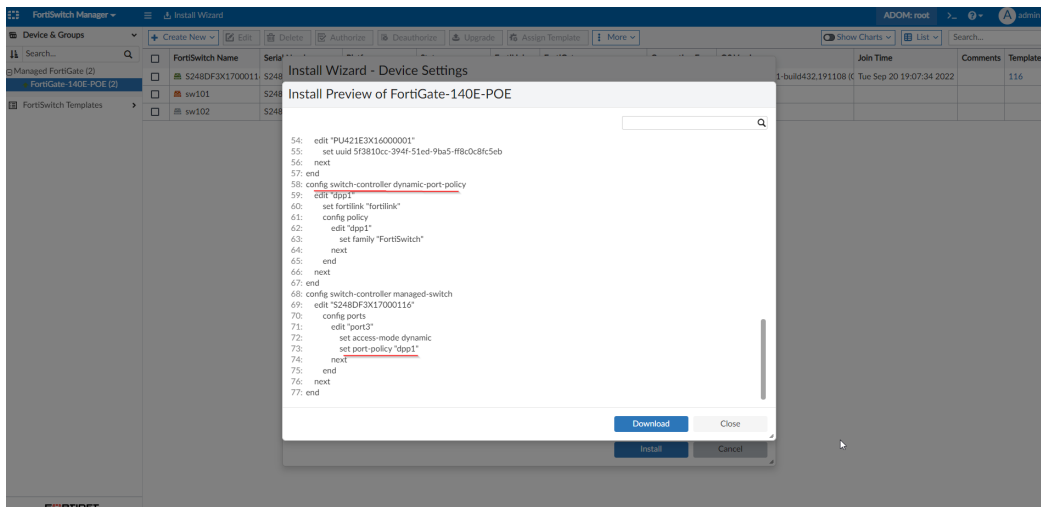 FortiSwitch Manager
Install Wizard
ADOM: root
admin
Device & Groups
Create New
Edit
Delete
Authorize
Deauthorize
Upgrade
Assign Template
More
Show Charts
List
Search...
Search...
FortiSwitch Name
Serial
Join Time
Comments
Template
Managed FortiGate (2)
S248DF3X1700011
S248
1-build432,191108 (
Tue Sep 20 19:07:34 2022
116
FortiGate-140E-POE (2)
sw101
S248
FortiSwitch Templates
sw102
S248
Install Wizard - Device Settings
Install Preview of FortiGate-140E-POE
54: edit "PU421E3X16000001"
55: set uuid 5f3810cc-394f-51ed-9ba5-ff8c0c8fc5eb
56: next
57: end
58: config switch-controller dynamic-port-policy
59: edit "dpp1"
60: set fortilink "fortilink"
61: config policy
62: edit "dpp1"
63: set family "FortiSwitch"
64: next
65: end
66: next
67: end
68: config switch-controller managed-switch
69: edit "S248DF3X17000116"
70: config ports
71: edit "port3"
72: set access-mode dynamic
73: set port-policy "dpp1"
74: next
75: end
76: next
77: end
Download
Close
Install
Cancel